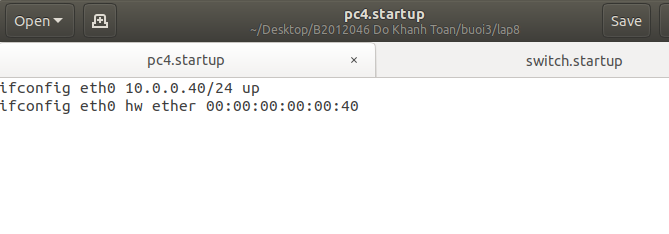 Open
pc4.startup
~/Desktop/B2012046 Do Khanh Toan/buoi3/lap8
Save
pc4.startup ×
switch.startup
ifconfig eth0 10.0.0.40/24 up
ifconfig eth0 hw ether 00:00:00:00:00:40